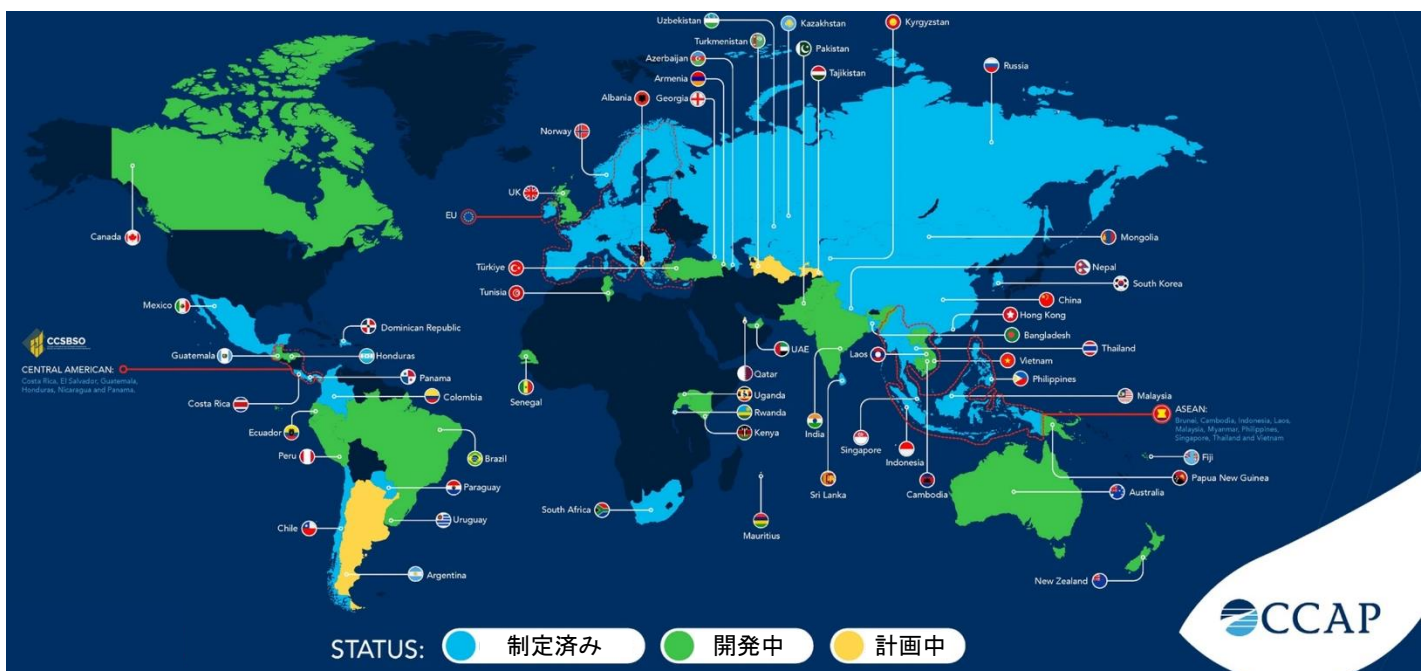 Uzbekistan
Kazakhstan
Kyrgyzstan
Turkmenistan
Pakistan
Azerbaijan
Tajikistan
Russia
Armenia
Albania
Georgia
Norway
UK
EU
Canada
Mongolia
Türkiye
Nepal
South Korea
Tunisia
China
Mexico
Hong Kong
Dominican Republic
Bangladesh
CCSBSO
UAE
Laos
Thailand
Guatemala
Honduras
Vietnam
CENTRAL AMERICAN:
Costa Rica, El Salvador, Guatemala,
Honduras, Nicaragua and Panama.
Panama
Qatar
Philippines
Senegal
Uganda
Malaysia
Costa Rica
Colombia
Rwanda
ASEAN:
Brunei, Cambodia, Indonesia, Laos,
Malaysia, Myanmar, Philippines,
Singapore, Thailand and Vietnam
Ecuador
Kenya
India
Singapore
Peru
Brazil
Indonesia
Fiji
Papua New Guinea
Paraguay
Sri Lanka
Cambodia
Australia
South Africa
Uruguay
Chile
Mauritius
Argentina
New Zealand
CCAP
STATUS: 制定済み 開発中 計画中